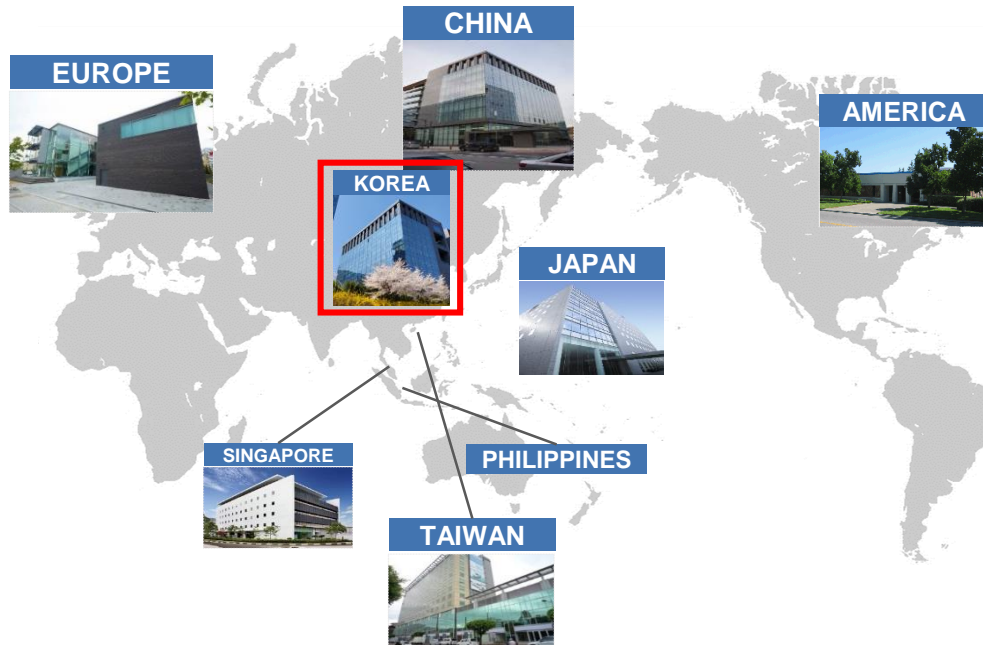 CHINA
EUROPE
AMERICA
KOREA
JAPAN
SINGAPORE
PHILIPPINES
TAIWAN